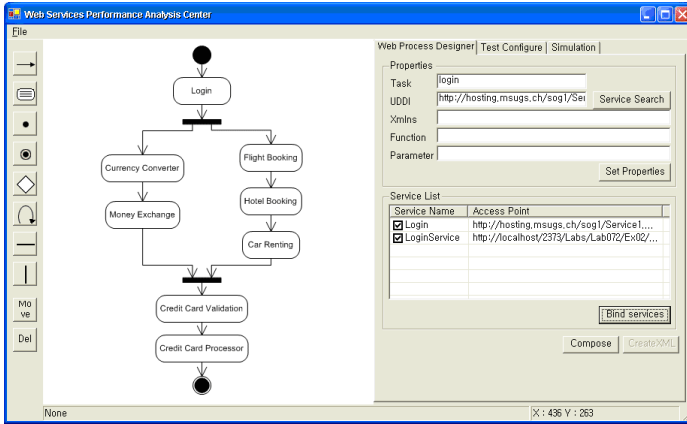 Web Services Performance Analysis Center
File
Mo
ve
Del
Login
Currency Converter
Flight Booking
Money Exchange
Hotel Booking
Car Renting
Credit Card Validation
Credit Card Processor
Web Process Designer Test Configure Simulation
Properties
Task login
UDDI http://hosting,msugs,ch/sog1/Ser Service Search
Xmlns
Function
Parameter
Set Properties
Service List
Service Name Access Point
Login http://hosting,msugs,ch/sog1/Service1,...
LoginService http://localhost/2373/Labs/Lab072/Ex02/,...
Bind services
Compose CreateXML
None X : 436 Y : 263